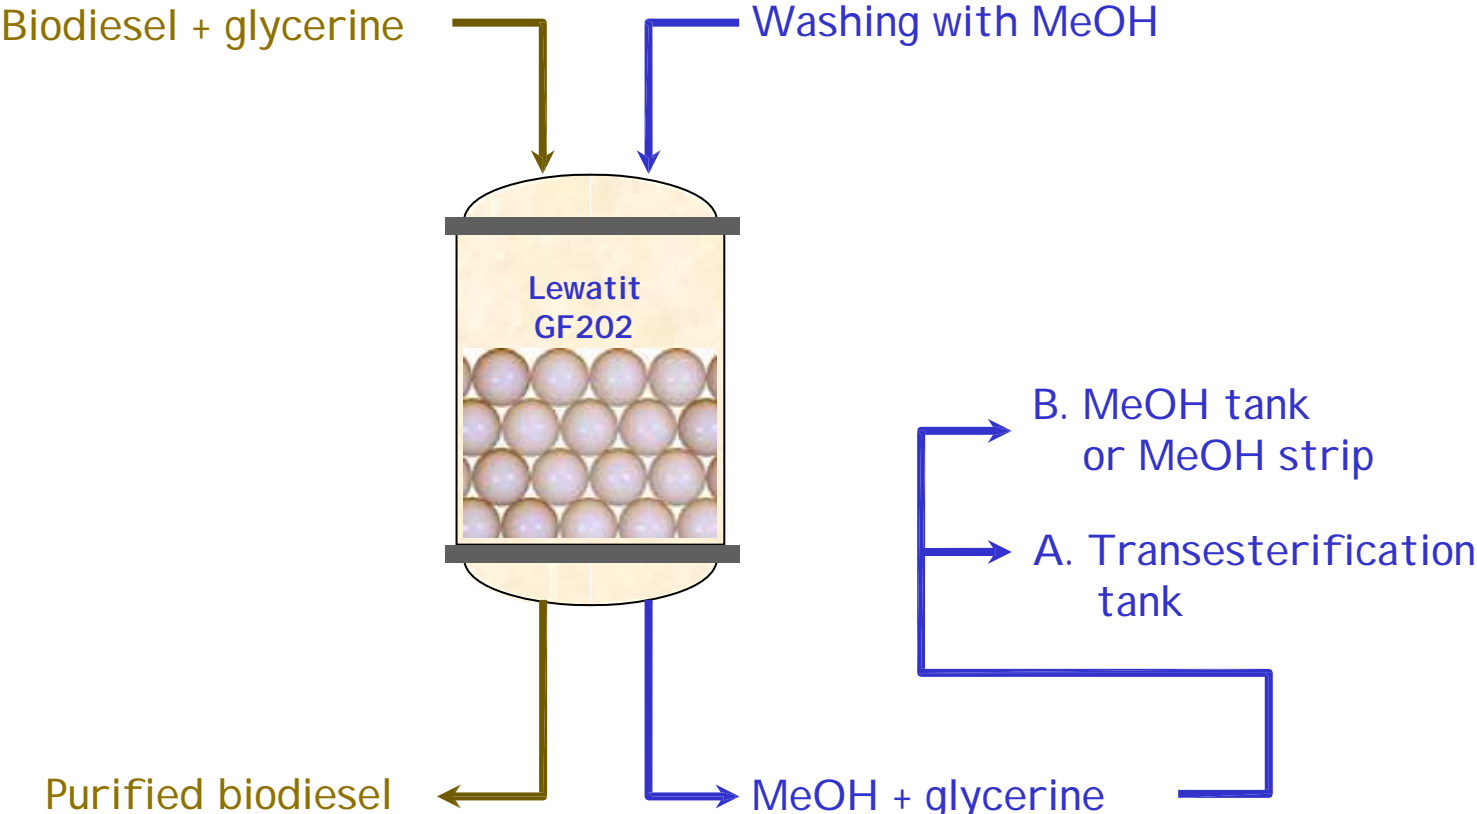 Biodiesel + glycerine
Washing with MeOH
Lewatit
GF202
B. MeOH tank
or MeOH strip
A. Transesterification
tank
Purified biodiesel
MeOH + glycerine